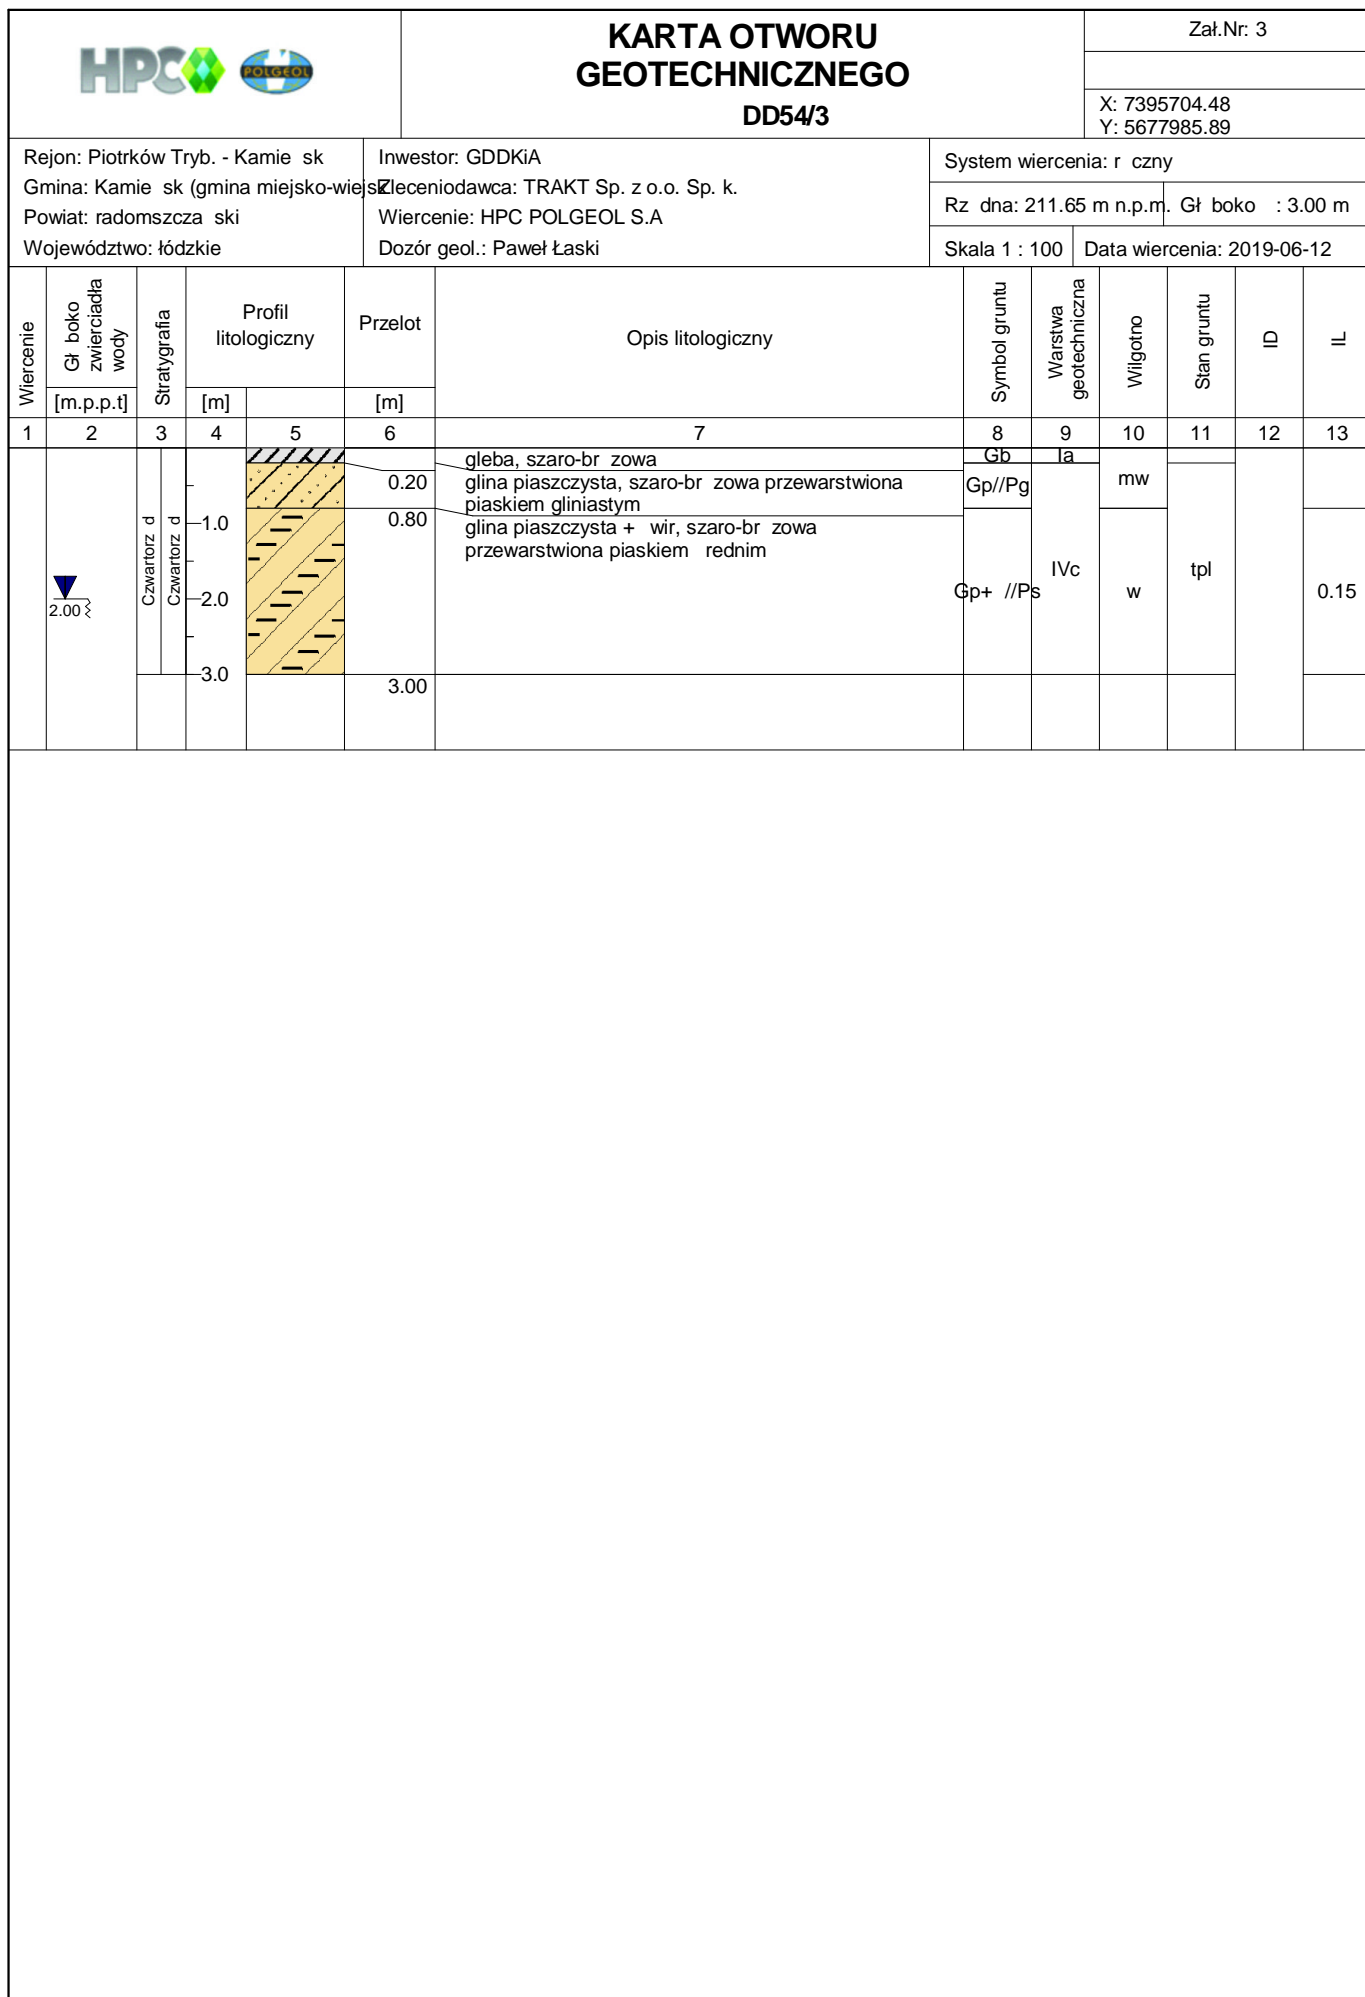 HPC POLGEOL
KARTA OTWORU
GEOTECHNICZNEGO
DD54/3
Zał.Nr: 3
X: 7395704.48
Y: 5677985.89
Rejon: Piotrków Tryb. - Kamie sk
Gmina: Kamie sk (gmina miejsko-wiejsk
Powiat: radomszcza ski
Województwo: łódzkie
Inwestor: GDDKiA
Zleceniodawca: TRAKT Sp. z o.o. Sp. k.
Wiercenie: HPC POLGEOL S.A
Dozór geol.: Paweł Łaski
System wiercenia: r czny
Rz dna: 211.65 m n.p.m. Gł boko : 3.00 m
Skala 1 : 100 Data wiercenia: 2019-06-12
Wiercenie
Gł boko
zwierciadła
wody
[m.p.p.t]
Stratygrafia
Profil
litologiczny
[m]
Przelot
[m]
Opis litologiczny
Symbol gruntu
Warstwa
geotechniczna
Wilgotno
Stan gruntu
ID
IL
1 2 3 4 5 6 7 8 9 10 11 12 13
gleba, szaro-br zowa
Gb Ia
0.20
glina piaszczysta, szaro-br zowa przewarstwiona
piaskiem gliniastym
Gp//Pg
mw
0.80
glina piaszczysta + wir, szaro-br zowa
przewarstwiona piaskiem rednim
Czwartorz d
Czwartorz d
1.0
2.0
3.0
2.00
Gp+ //Ps
IVc
w
tpl
0.15
3.00